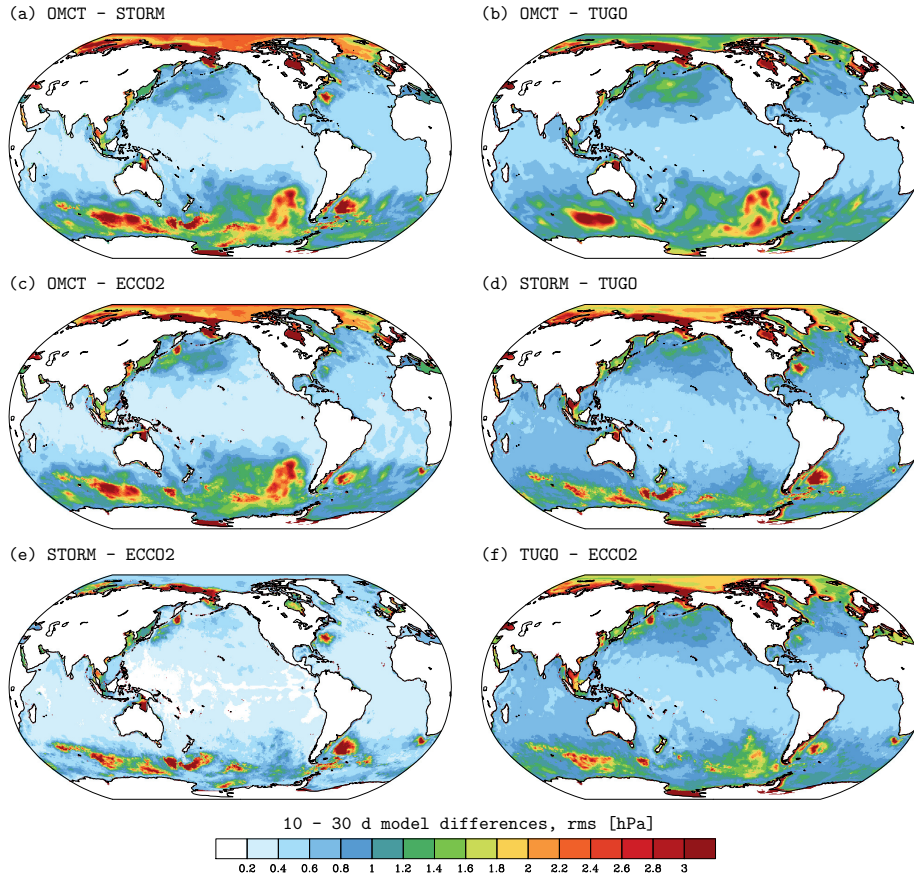 (a) OMCT - STORM
(b) OMCT - TUGO
(c) OMCT - ECCO2
(d) STORM - TUGO
(e) STORM - ECCO2
(f) TUGO - ECCO2
10 - 30 d model differences, rms [hPa]
0.2 0.4 0.6 0.8 1 1.2 1.4 1.6 1.8 2 2.2 2.4 2.6 2.8 3